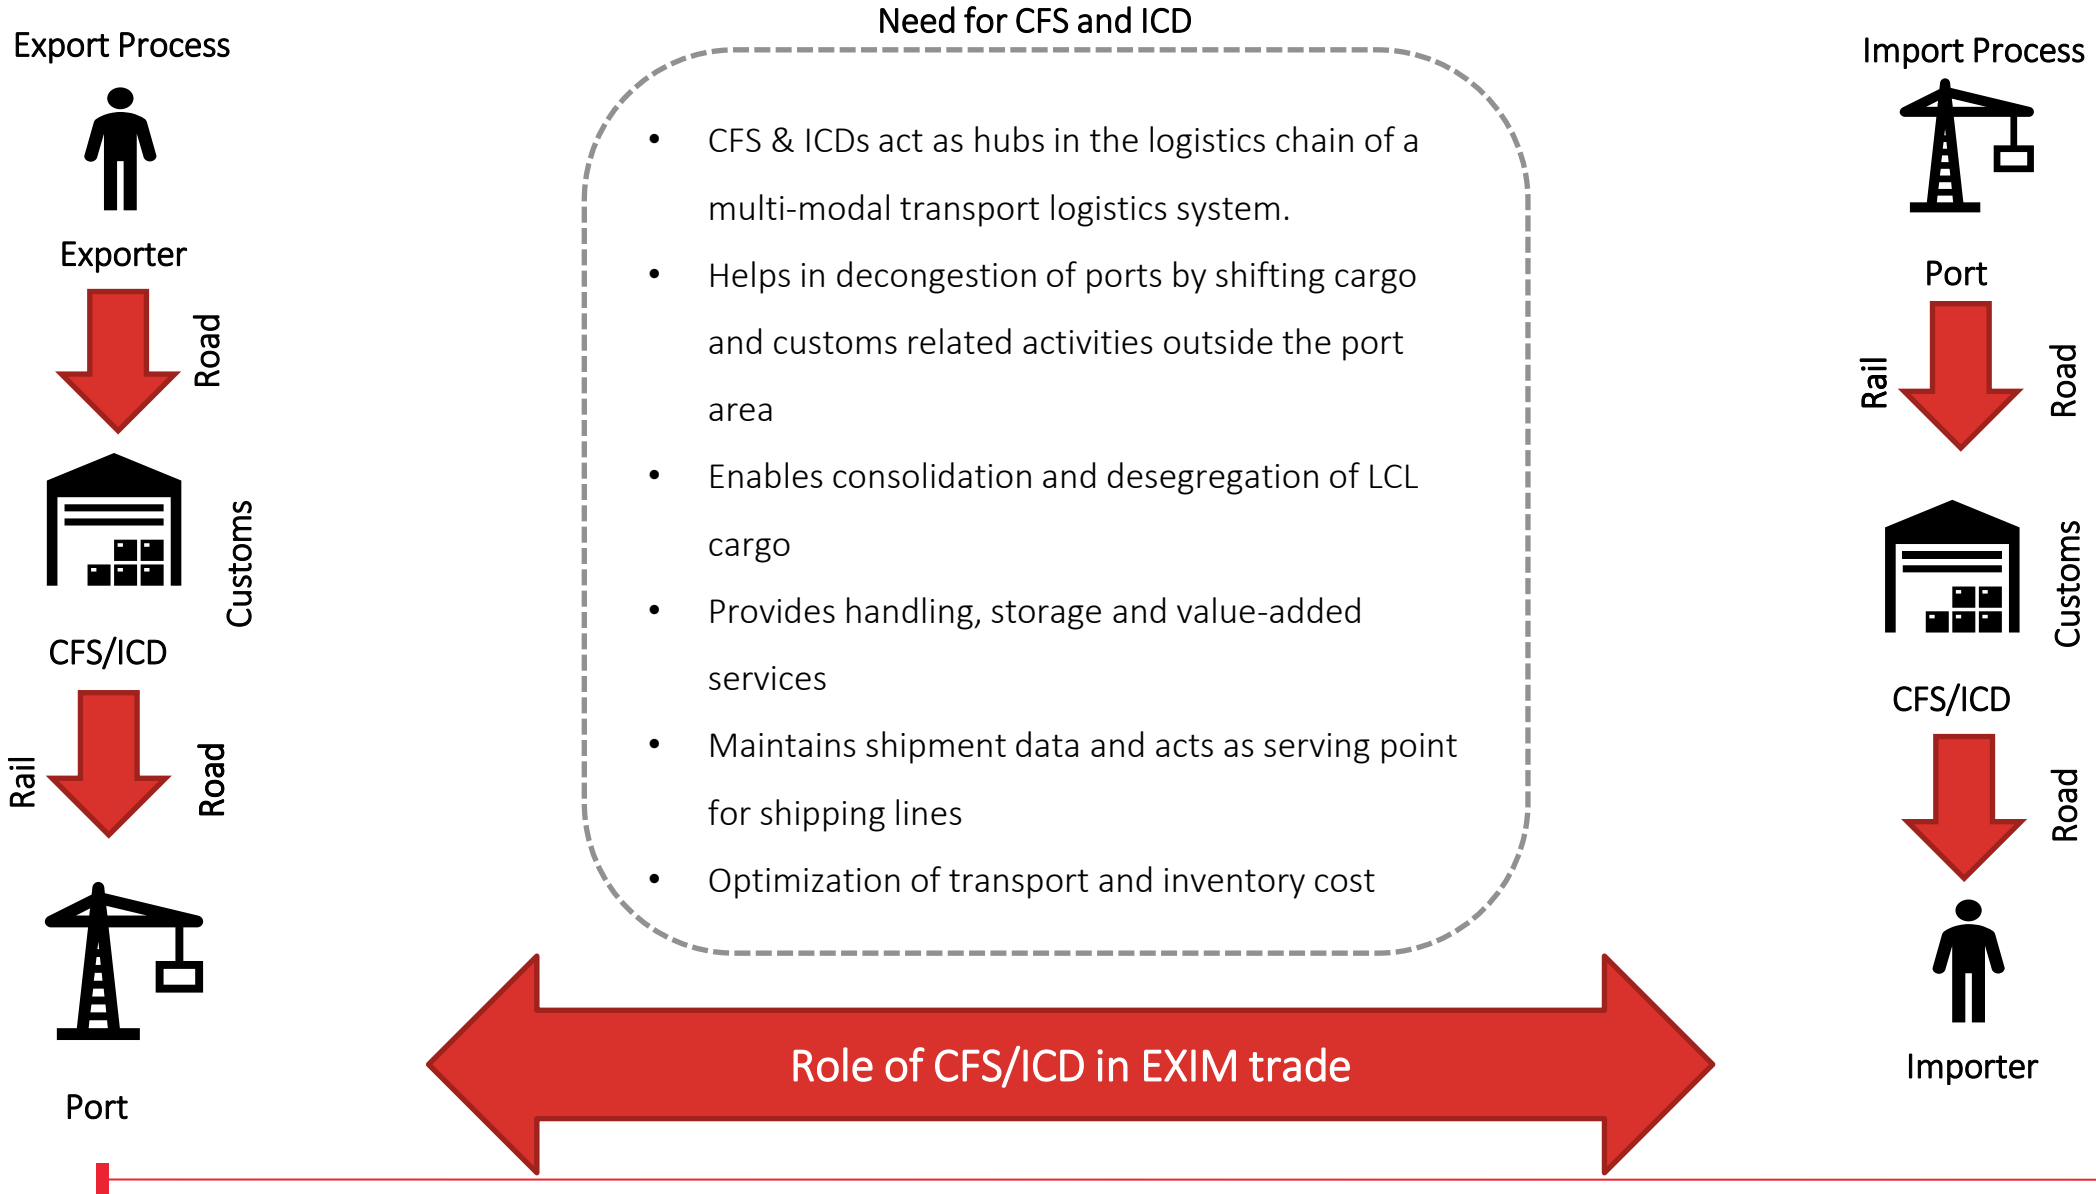 Need for CFS and ICD
Export Process
Exporter
Road
Customs
CFS/ICD
Rail
Road
Port
• CFS & ICDs act as hubs in the logistics chain of a
multi-modal transport logistics system.
• Helps in decongestion of ports by shifting cargo
and customs related activities outside the port
area
• Enables consolidation and desegregation of LCL
cargo
• Provides handling, storage and value-added
services
• Maintains shipment data and acts as serving point
for shipping lines
• Optimization of transport and inventory cost
Role of CFS/ICD in EXIM trade
Import Process
Port
Rail
Road
Customs
CFS/ICD
Road
Importer